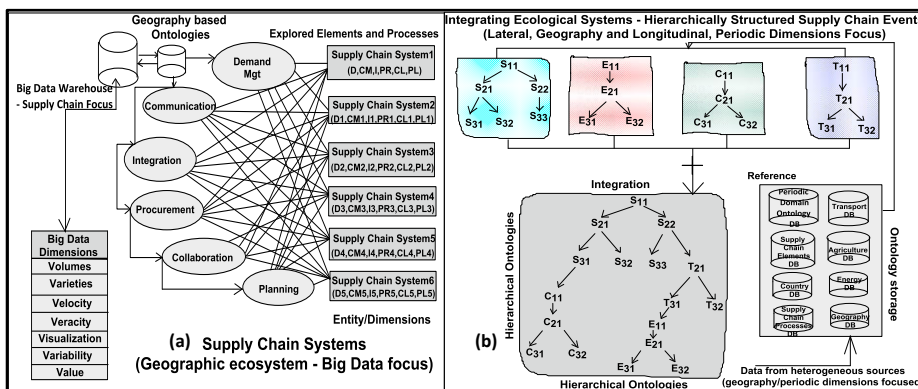 Geography based
Ontologies
Big Data Warehouse
- Supply Chain Focus
Demand
Mgt
Communication
Integration
Procurement
Collaboration
Planning
Explored Elements and Processes
Supply Chain System1
(D,CM,I,PR,CL,PL)
Supply Chain System2
(D1,CM1,I1,PR1,CL1,PL1)
Supply Chain System3
(D2,CM2,I2,PR2,CL2,PL2)
Supply Chain System4
(D3,CM3,I3,PR3,CL3,PL3)
Supply Chain System5
(D4,CM4,I4,PR4,CL4,PL4)
Supply Chain System6
(D5,CM5,I5,PR5,CL5,PL5)
Entity/Dimensions
Big Data
Dimensions
Volumes
Varieties
Velocity
Veracity
Visualization
Variability
Value
(a) Supply Chain Systems
(Geographic ecosystem - Big Data focus)
Integrating Ecological Systems - Hierarchically Structured Supply Chain Event
(Lateral, Geography and Longitudinal, Periodic Dimensions Focus)
S11
S21 S22
S31 S32 S33
E11
E21
E31 E32
C11
C21
C31 C32
T11
T21
T31 T32
Integration
S11
S21 S22
S31 S32 S33 T21
C11 T31 T32
C21 E11
E21
C31 C32 E31 E32
Hierarchical Ontologies
Hierarchical Ontologies
(b)
Reference
Periodic
Domain
Ontology
DB
Transport
DB
Supply
Chain
Elements
DB
Agriculture
DB
Country
DB
Energy
DB
Supply
Chain
Processes
DB
Geography
DB
Ontology storage
Data from heterogeneous sources
(geography/periodic dimensions focused